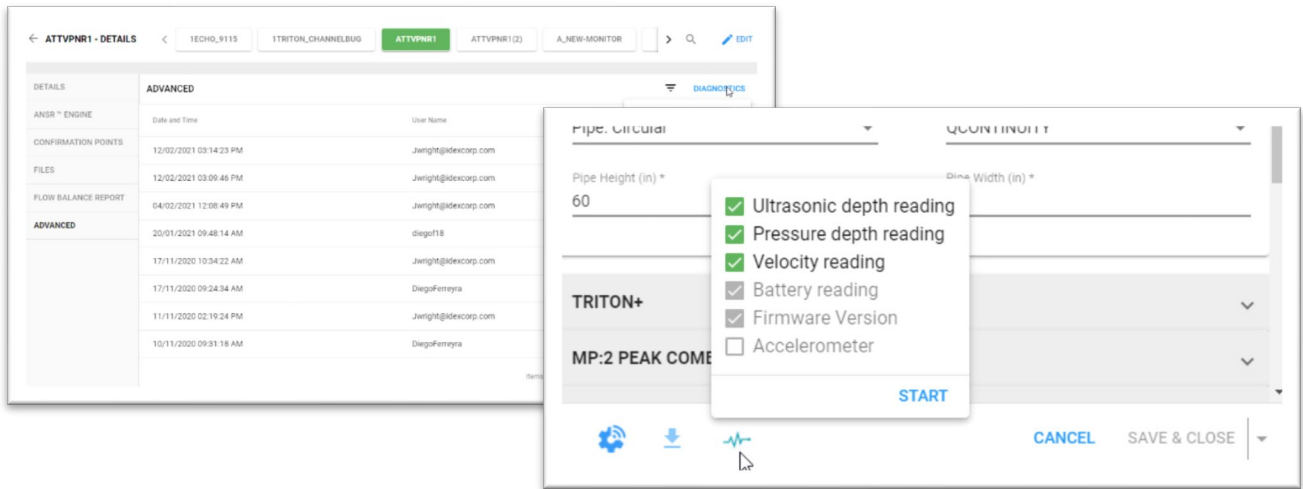 ATTVPNR1 - DETAILS
1ECHO_9115
1TRITON_CHANNELBUG
ATTVPNR1
ATTVPNR1(2)
A_NEW-MONITOR
EDIT
DETAILS
ANSR™ ENGINE
CONFIRMATION POINTS
FILES
FLOW BALANCE REPORT
ADVANCED
ADVANCED
DIAGNOSTICS
Date and Time User Name
12/02/2021 03:14:23 PM Jwright@idexcorp.com
12/02/2021 03:09:46 PM Jwright@idexcorp.com
04/02/2021 12:08:49 PM Jwright@idexcorp.com
20/01/2021 09:48:14 AM diegof18
17/11/2020 10:34:22 AM Jwright@idexcorp.com
17/11/2020 09:24:34 AM DiegoFerreyra
11/11/2020 02:19:24 PM Jwright@idexcorp.com
10/11/2020 09:31:18 AM DiegoFerreyra
Items
Pipe: Circular
QCONTINUITY
Pipe Height (in) *
60
Pipe Width (in) *
Ultrasonic depth reading
Pressure depth reading
Velocity reading
Battery reading
Firmware Version
Accelerometer
START
TRITON+
MP:2 PEAK COMB
CANCEL
SAVE & CLOSE